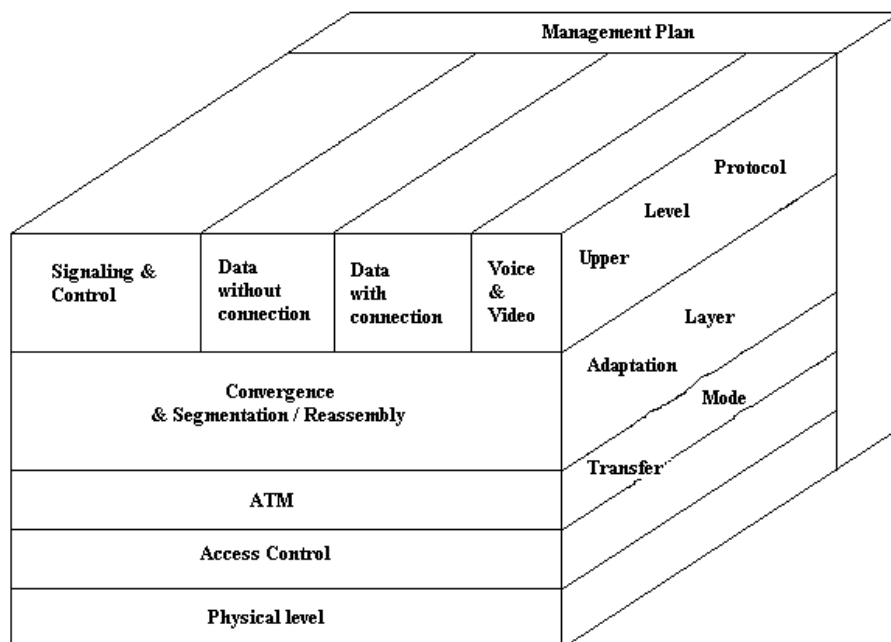 Management Plan
Protocol
Level
Upper
Signaling &
Control
Data
without
connection
Data
with
connection
Voice
&
Video
Layer
Adaptation
Convergence
& Segmentation / Reassembly
Mode
Transfer
ATM
Access Control
Physical level